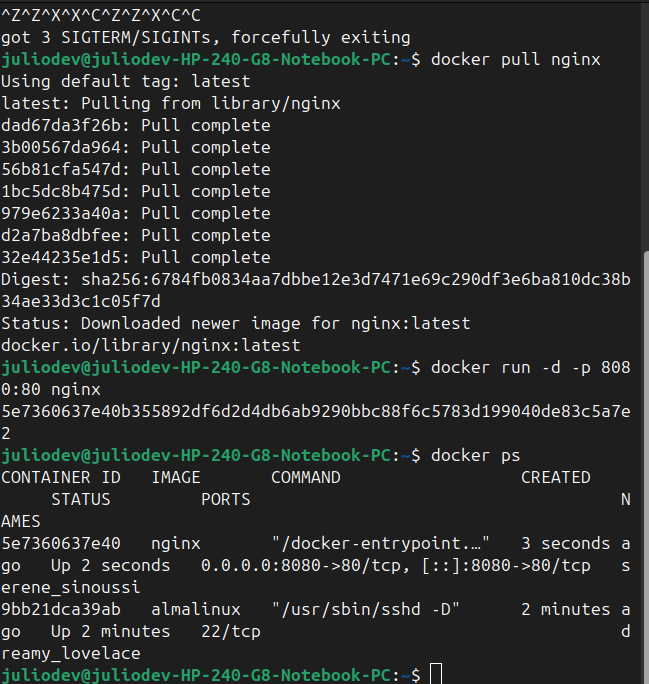 ^Z^Z^X^X^C^Z^Z^X^C^C
got 3 SIGTERM/SIGINTs, forcefully exiting
juliodev@juliodev-HP-240-G8-Notebook-PC:~$ docker pull nginx
Using default tag: latest
latest: Pulling from library/nginx
dad67da3f26b: Pull complete
3b00567da964: Pull complete
56b81cfa547d: Pull complete
1bc5dc8b475d: Pull complete
979e6233a40a: Pull complete
d2a7ba8dbfee: Pull complete
32e44235e1d5: Pull complete
Digest: sha256:6784fb0834aa7dbbe12e3d7471e69c290df3e6ba810dc38b
34ae33d3c1c05f7d
Status: Downloaded newer image for nginx:latest
docker.io/library/nginx:latest
juliodev@juliodev-HP-240-G8-Notebook-PC:~$ docker run -d -p 808
0:80 nginx
5e7360637e40b355892df6d2d4db6ab9290bbc88f6c5783d199040de83c5a7e
2
juliodev@juliodev-HP-240-G8-Notebook-PC:~$ docker ps
CONTAINER ID   IMAGE       COMMAND                  CREATED
     STATUS         PORTS                                     N
AMES
5e7360637e40   nginx       "/docker-entrypoint.…"   3 seconds a
go   Up 2 seconds   0.0.0.0:8080->80/tcp, [::]:8080->80/tcp   s
erene_sinoussi
9bb21dca39ab   almalinux   "/usr/sbin/sshd -D"      2 minutes a
go   Up 2 minutes   22/tcp                                    d
reamy_lovelace
juliodev@juliodev-HP-240-G8-Notebook-PC:~$